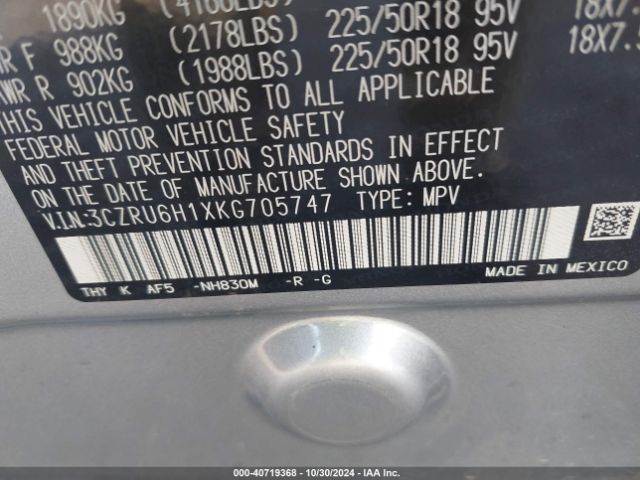 1890KG (4166LBS)
WR F 988KG (2178LBS) 225/50R18 95V 18X7.5
WR R 902KG (1988LBS) 225/50R18 95V 18X7.5
THIS VEHICLE CONFORMS TO ALL APPLICABLE
FEDERAL MOTOR VEHICLE SAFETY
AND THEFT PREVENTION STANDARDS IN EFFECT
ON THE DATE OF MANUFACTURE SHOWN ABOVE.
V.I.N:3CZRU6H1XKG705747 TYPE: MPV
THY K AF5 -NH830M -R -G MADE IN MEXICO
000-40719368 - 10/30/2024 - IAA Inc.